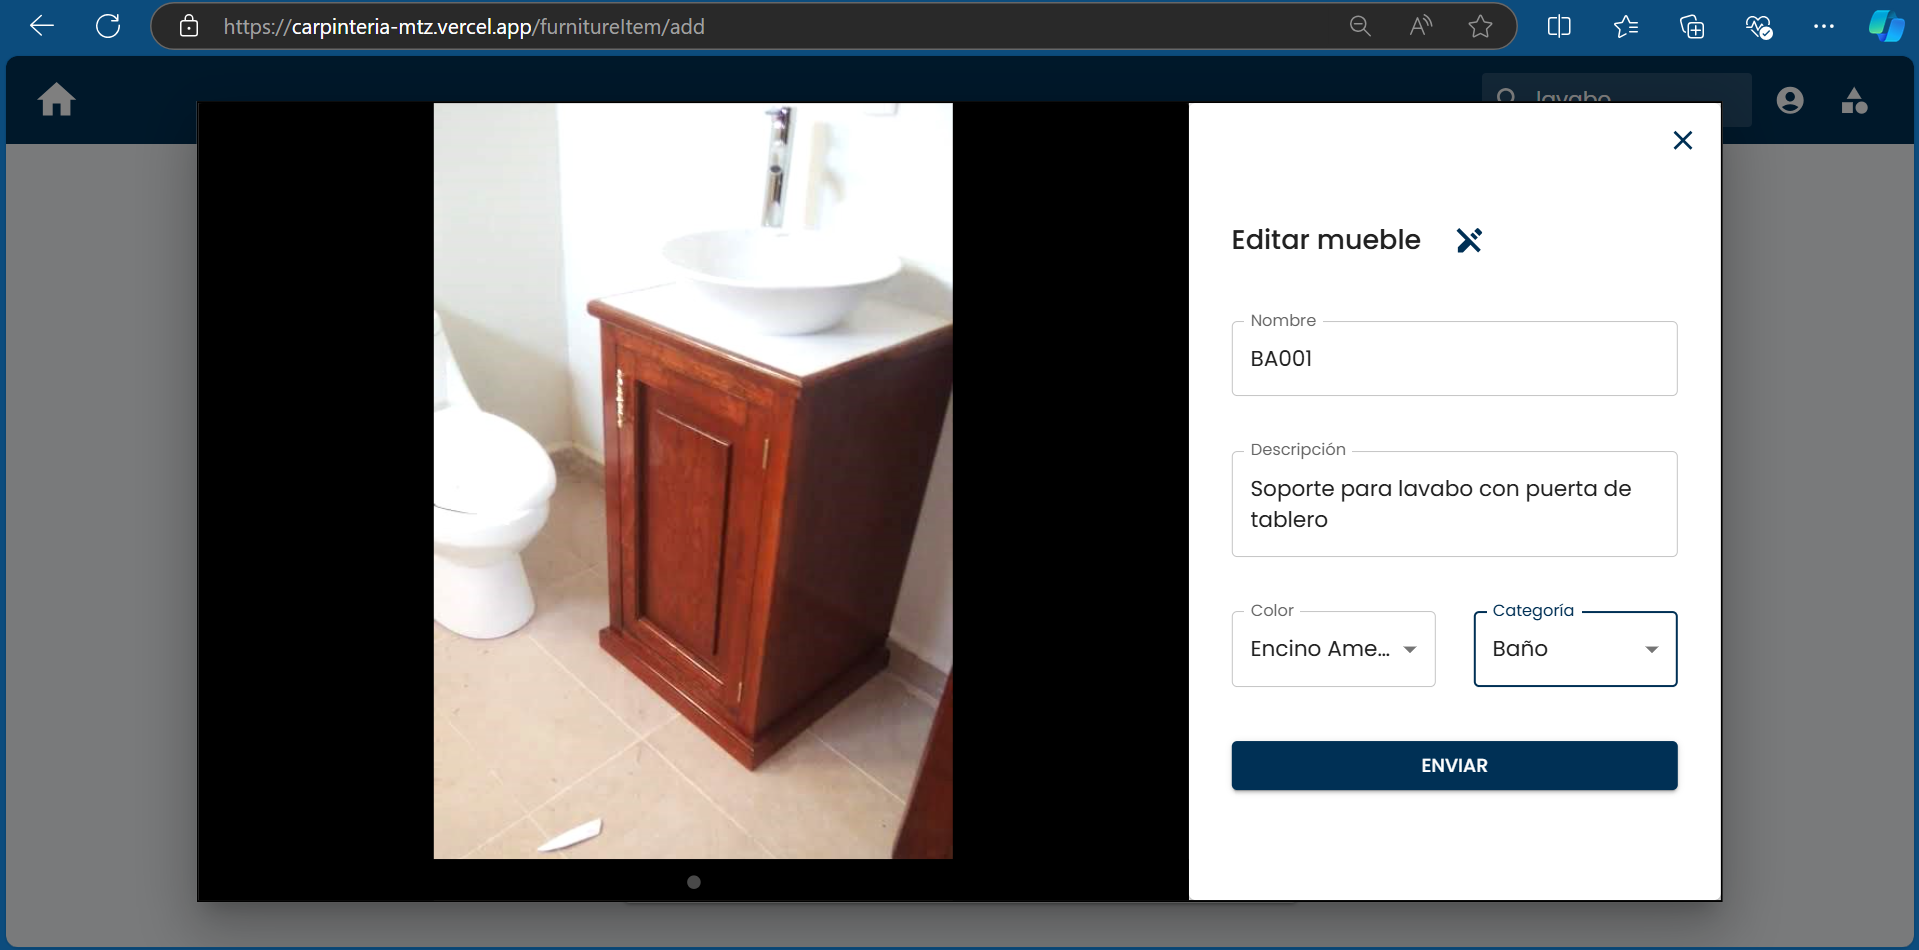 https://carpinteria-mtz.vercel.app/furnitureItem/add
lavabo
Editar mueble
Nombre
BA001
Descripción
Soporte para lavabo con puerta de
tablero
Color
Categoría
Encino Ame...
Baño
ENVIAR